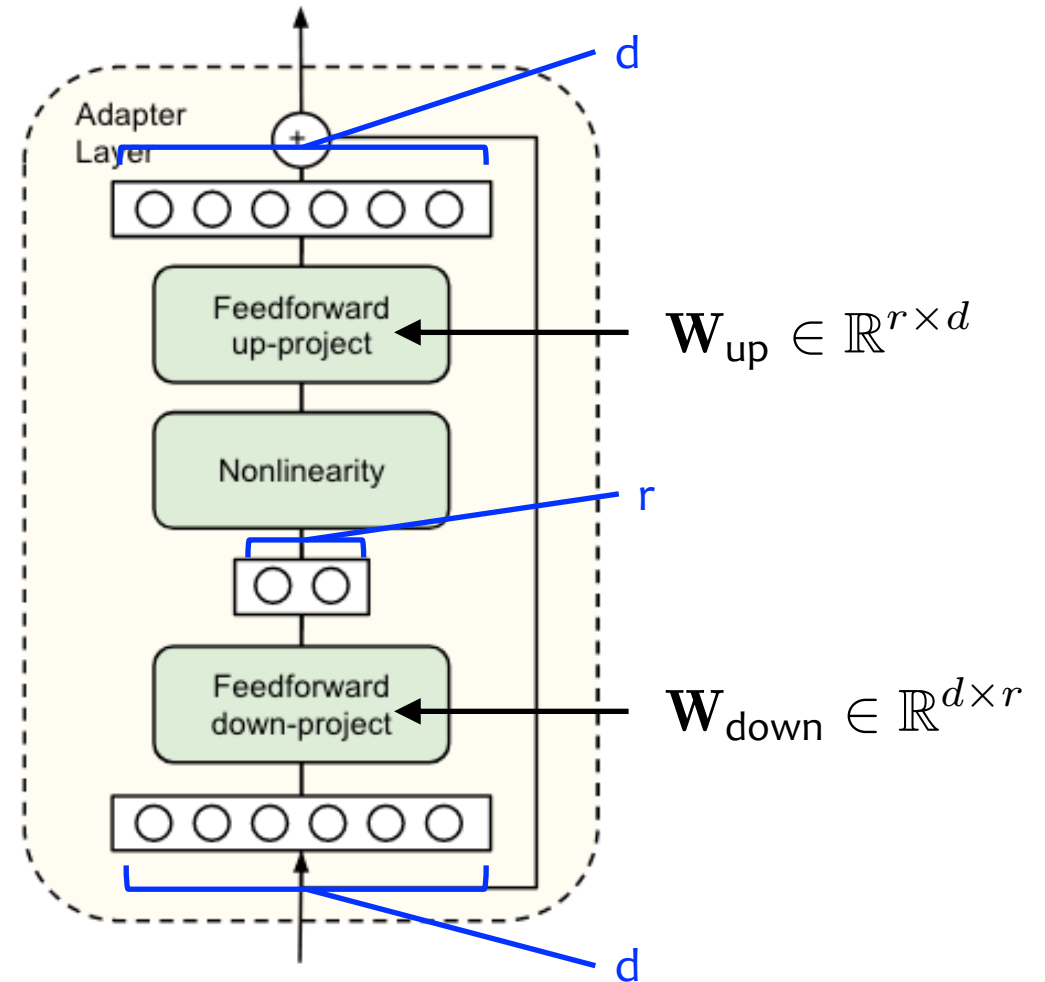 d
Adapter
Layer
+
Feedforward
up-project
W_up ∈ ℝ^{r×d}
Nonlinearity
r
Feedforward
down-project
W_down ∈ ℝ^{d×r}
d